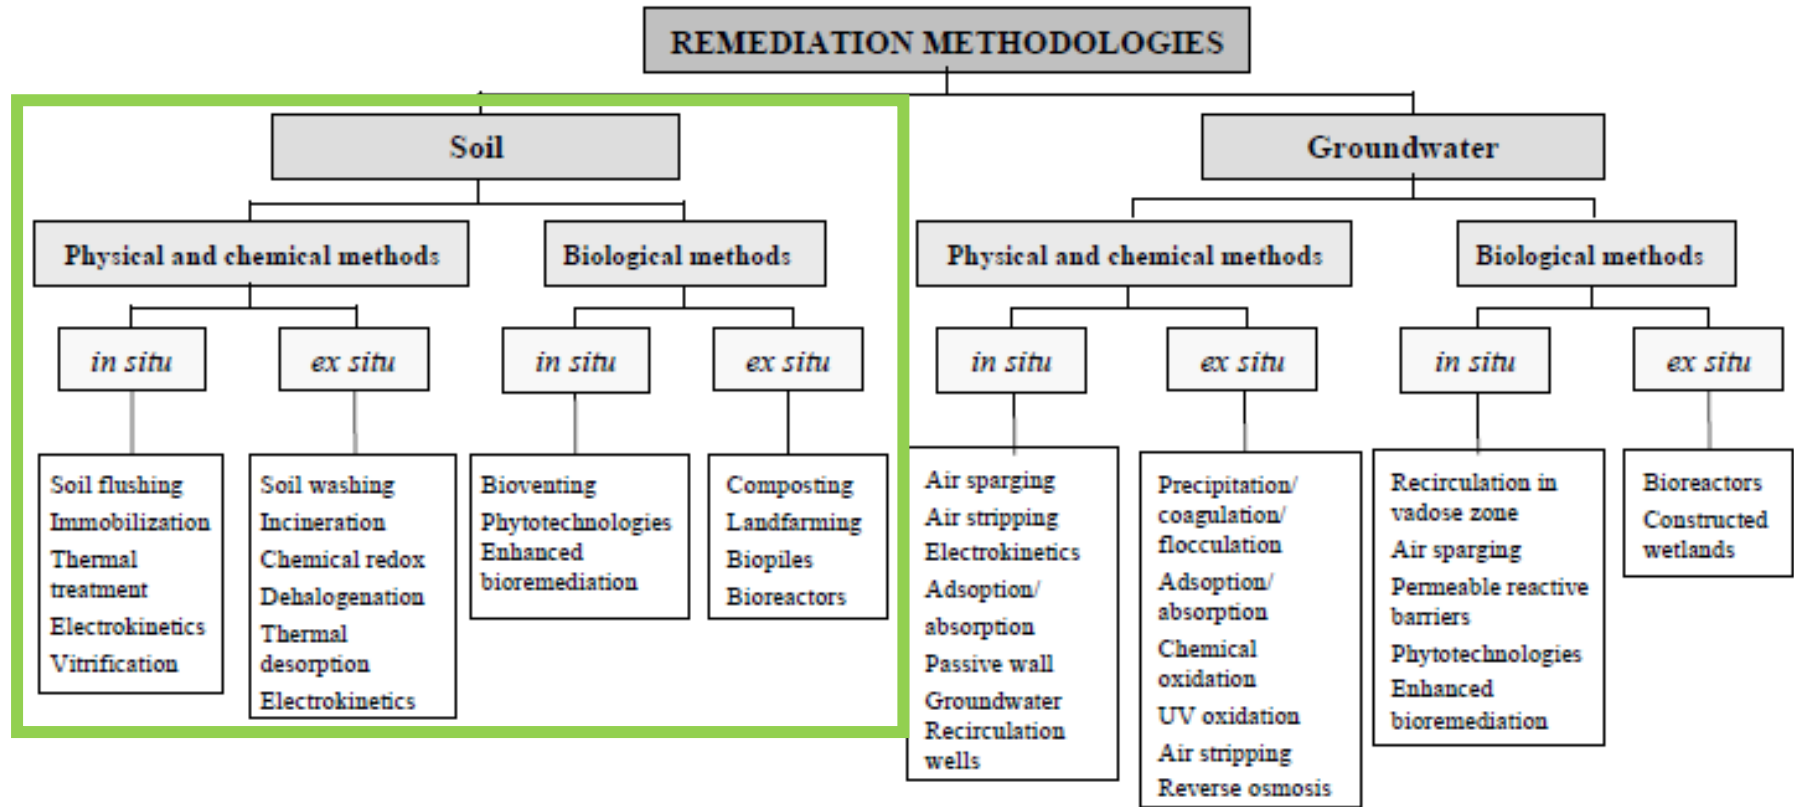 REMEDIATION METHODOLOGIES
Soil
Groundwater
Physical and chemical methods
Biological methods
Physical and chemical methods
Biological methods
in situ
ex situ
in situ
ex situ
in situ
ex situ
in situ
ex situ
Soil flushing
Immobilization
Thermal
treatment
Electrokinetics
Vitrification
Soil washing
Incineration
Chemical redox
Dehalogenation
Thermal
desorption
Electrokinetics
Bioventing
Phytotechnologies
Enhanced
bioremediation
Composting
Landfarming
Biopiles
Bioreactors
Air sparging
Air stripping
Electrokinetics
Adsoption/
absorption
Passive wall
Groundwater
Recirculation
wells
Precipitation/
coagulation/
flocculation
Adsoption/
absorption
Chemical
oxidation
UV oxidation
Air stripping
Reverse osmosis
Recirculation in
vadose zone
Air sparging
Permeable reactive
barriers
Phytotechnologies
Enhanced
bioremediation
Bioreactors
Constructed
wetlands